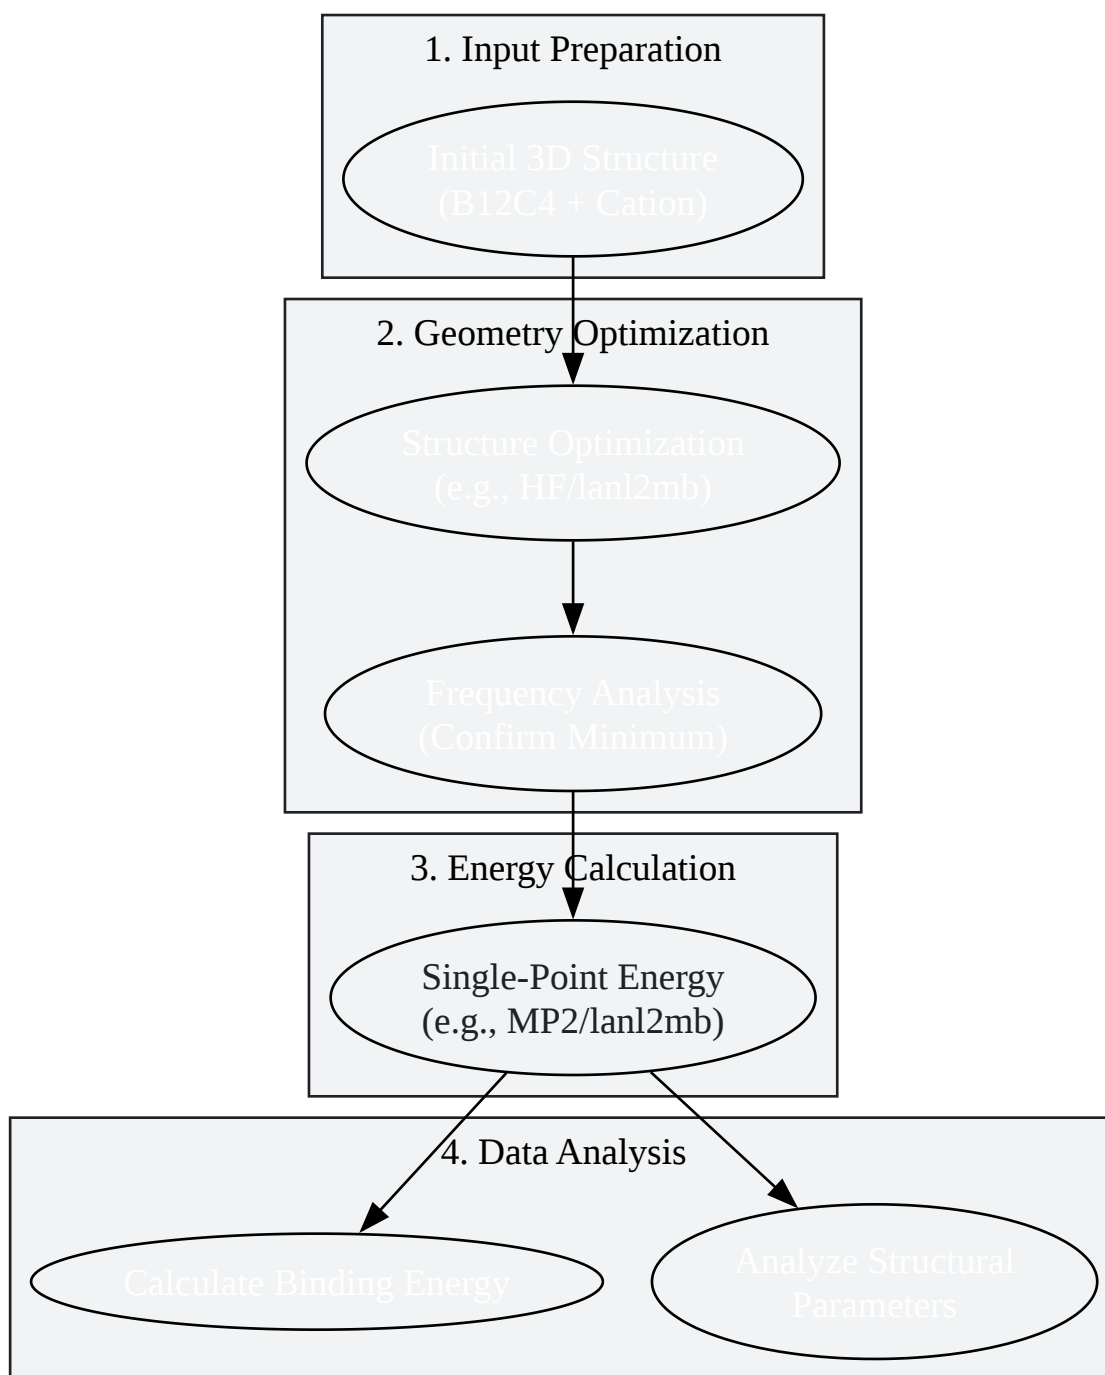 1. Input Preparation
Initial 3D Structure
(B12C4 + Cation)
2. Geometry Optimization
Structure Optimization
(e.g., HF/lanl2mb)
Frequency Analysis
(Confirm Minimum)
3. Energy Calculation
Single-Point Energy
(e.g., MP2/lanl2mb)
4. Data Analysis
Calculate Binding Energy
Analyze Structural
Parameters